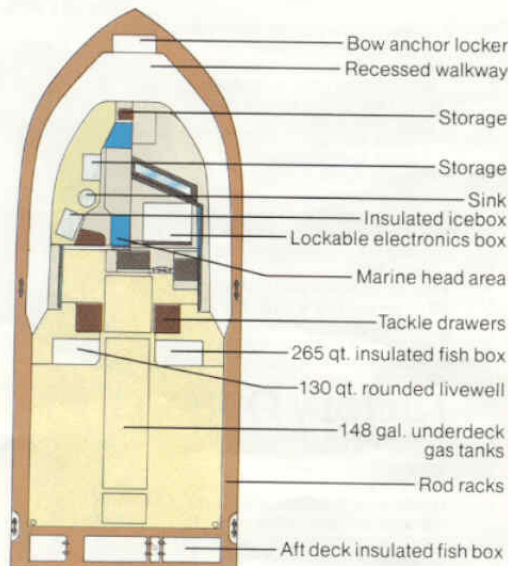 Bow anchor locker
Recessed walkway
Storage
Storage
Sink
Insulated icebox
Lockable electronics box
Marine head area
Tackle drawers
265 qt. insulated fish box
130 qt. rounded livewell
148 gal. underdeck
gas tanks
Rod racks
Aft deck insulated fish box